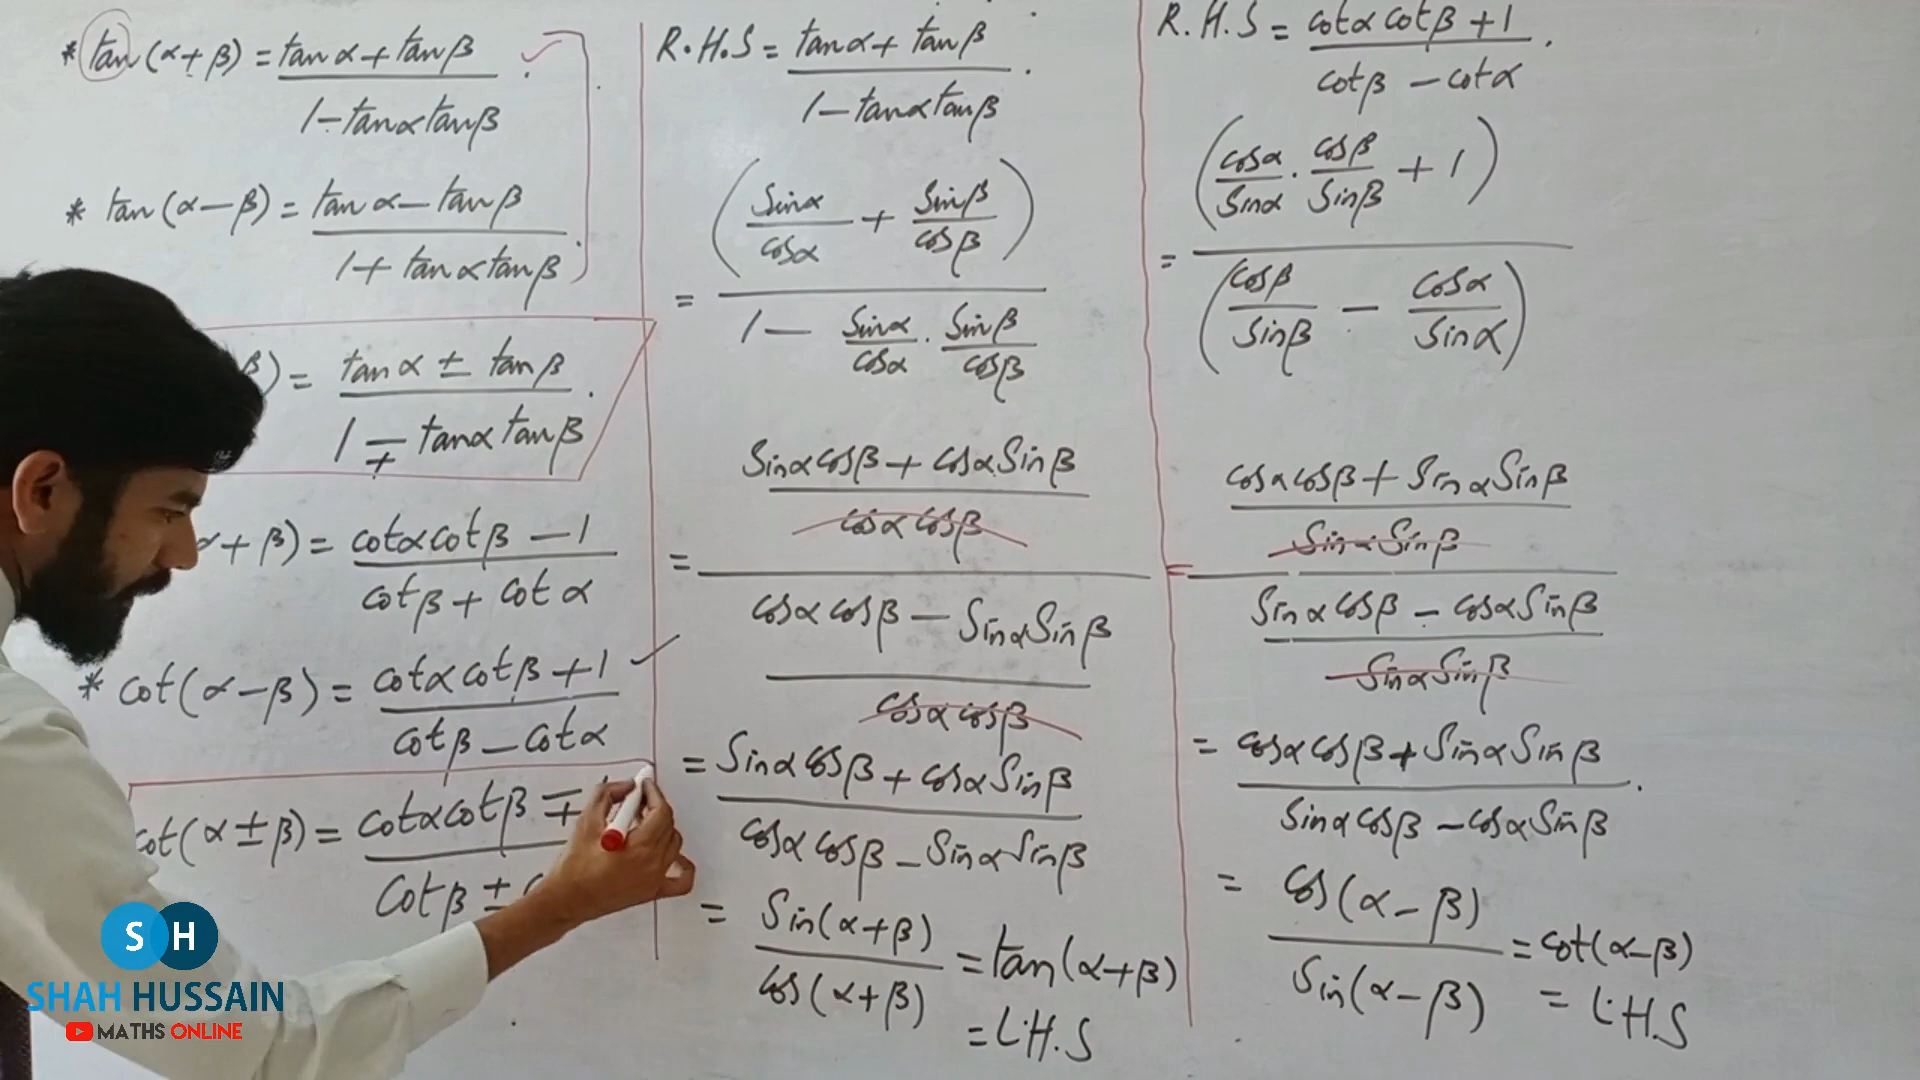 * tan(α+β) = tanα + tanβ / 1 - tanα tanβ .
* tan(α-β) = tanα - tanβ / 1 + tanα tanβ .
β) = tanα ± tanβ / 1 ∓ tanα tanβ .
α+β) = cotα cotβ - 1 / cotβ + cotα
* cot(α-β) = cotα cotβ + 1 / cotβ - cotα ✓
cot(α±β) = cotα cotβ ∓ / cotβ ±
R.H.S = tanα + tanβ / 1 - tanα tanβ .
= (Sinα/cosα + Sinβ/cosβ) / 1 - Sinα/cosα . Sinβ/cosβ
= Sinα cosβ + cosα Sinβ / cosα cosβ / cosα cosβ - Sinα Sinβ / cosα cosβ
= Sinα cosβ + cosα Sinβ / cosα cosβ - Sinα Sinβ
= Sin(α+β) / cos(α+β) = tan(α+β)
= L.H.S
R.H.S = cotα cotβ + 1 / cotβ - cotα .
= (cosα/Sinα . cosβ/Sinβ + 1) / (cosβ/Sinβ - cosα/Sinα)
= cosα cosβ + Sinα Sinβ / Sinα Sinβ / Sinα cosβ - cosα Sinβ / Sinα Sinβ
= cosα cosβ + Sinα Sinβ / Sinα cosβ - cosα Sinβ .
= cos(α-β) / Sin(α-β) = cot(α-β)
= L.H.S
S H
SHAH HUSSAIN
MATHS ONLINE